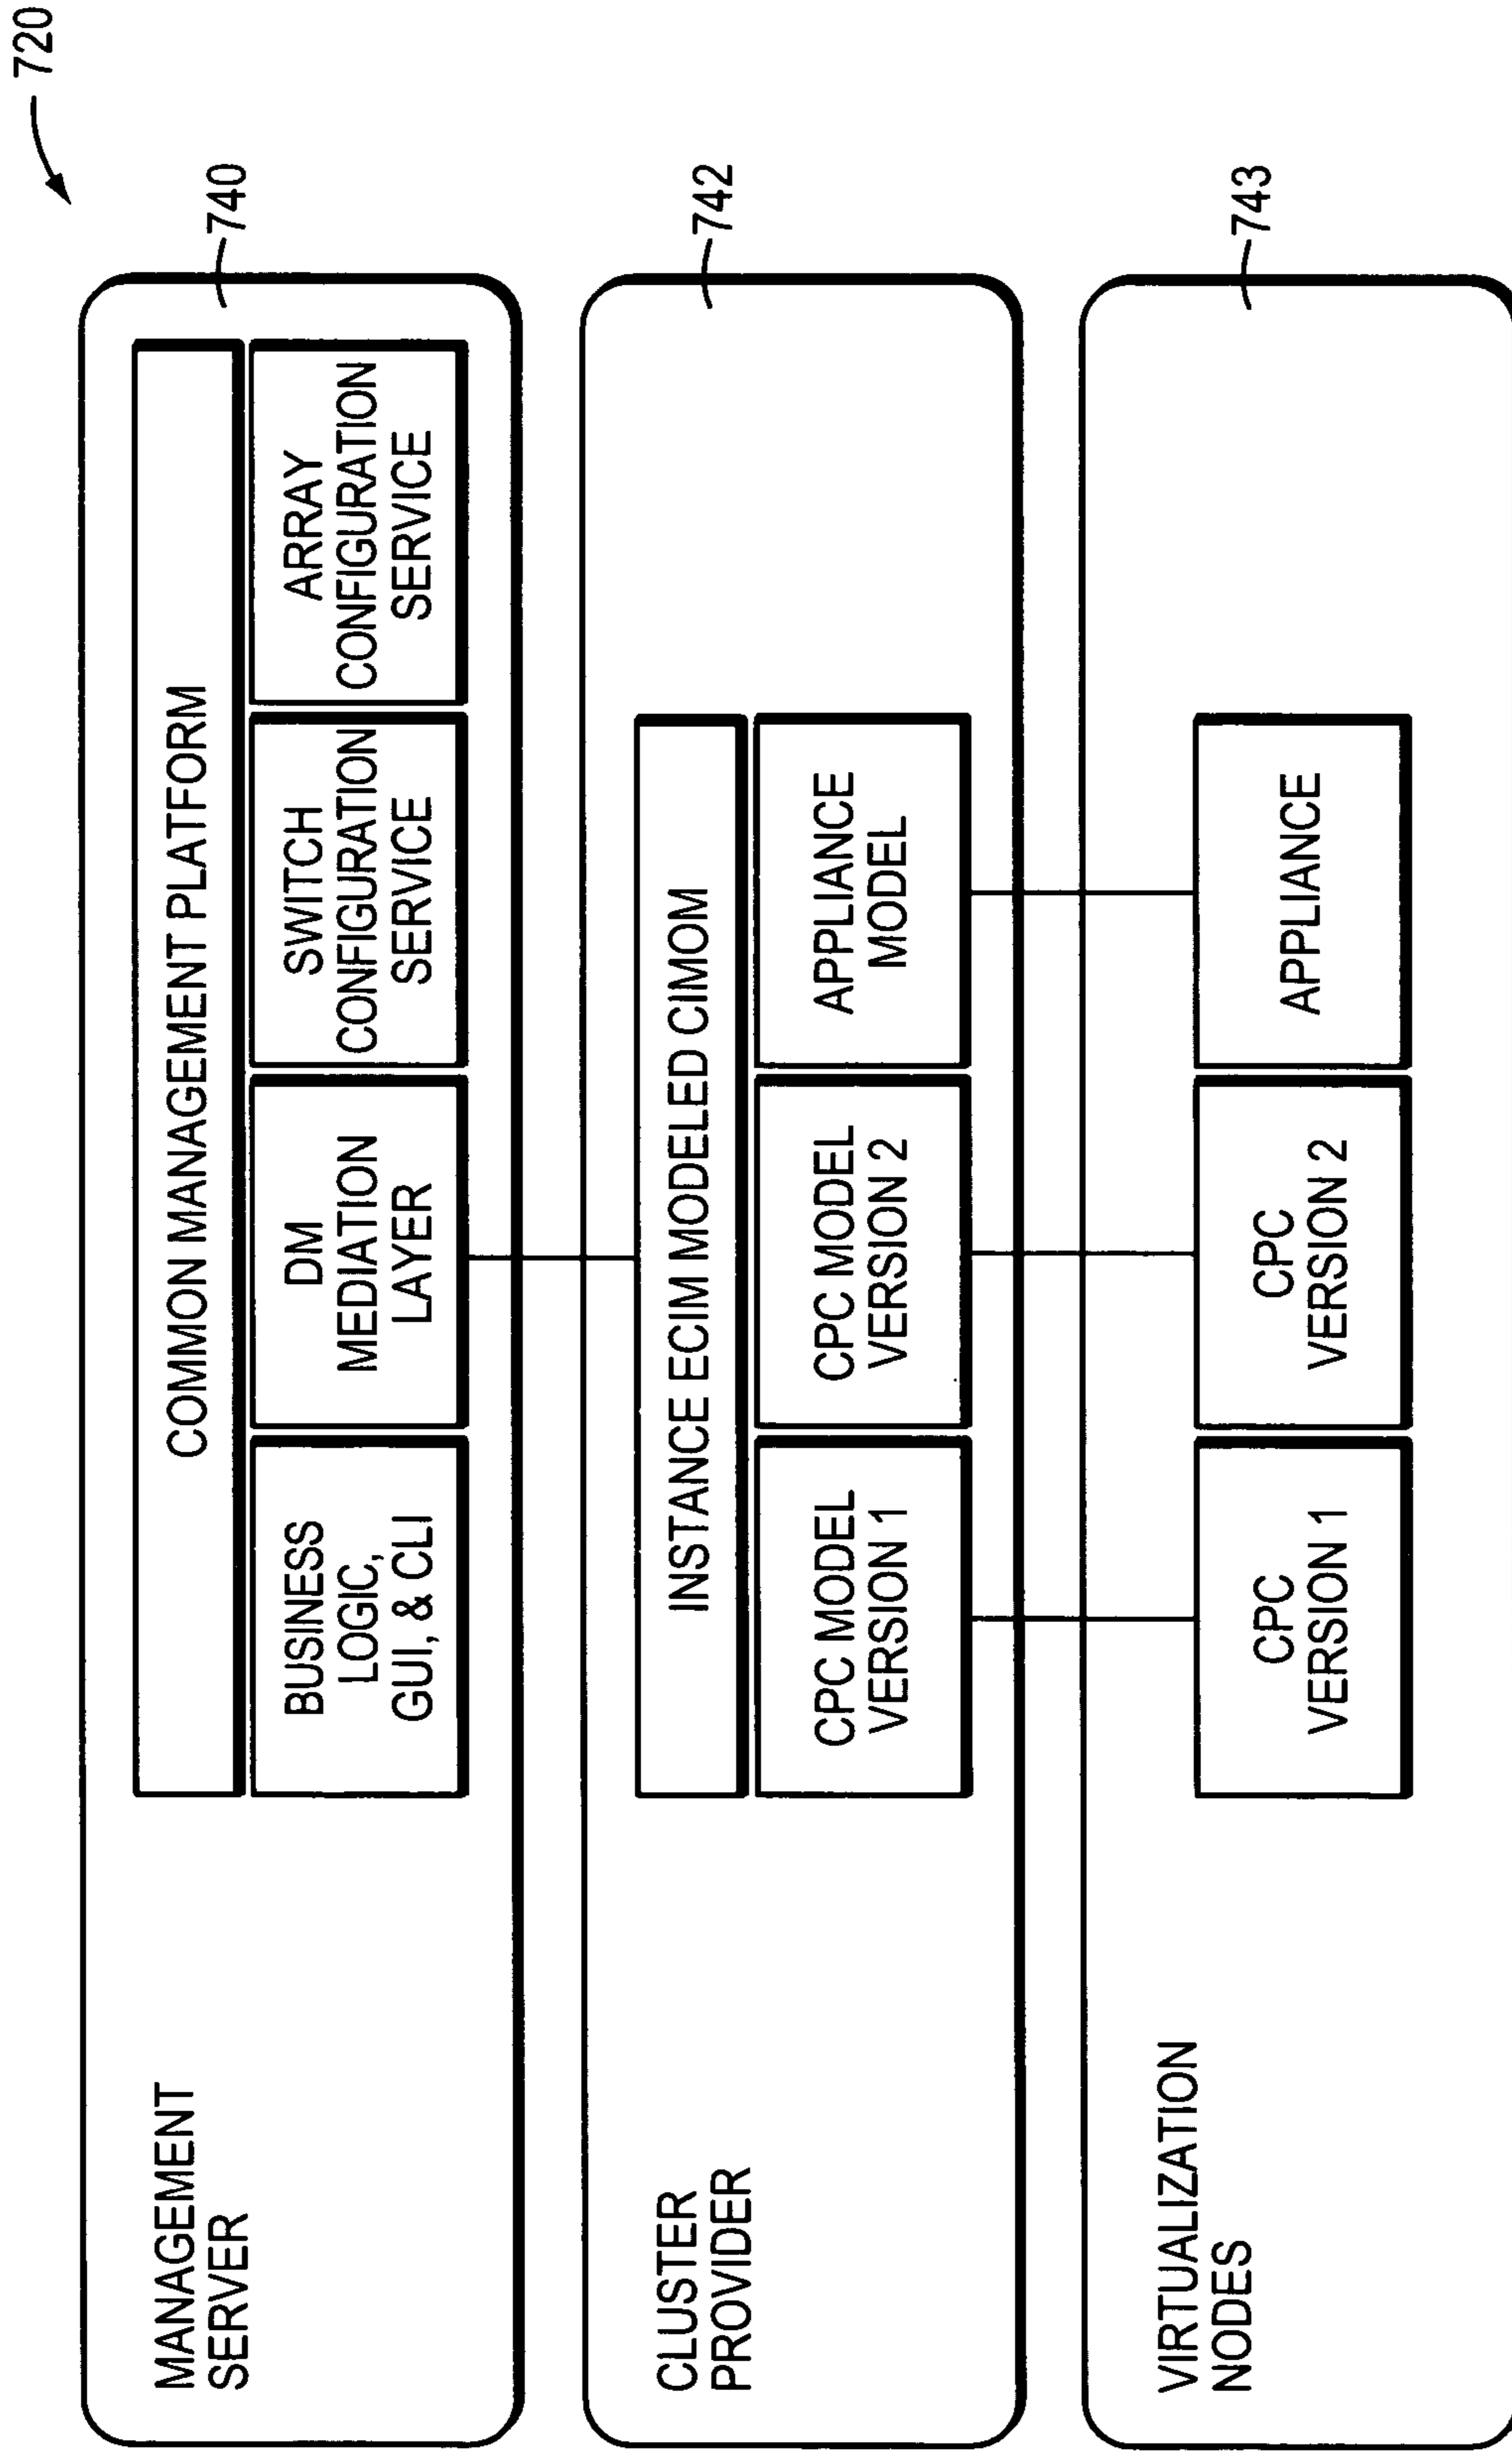 720
MANAGEMENT
SERVER
740
COMMON MANAGEMENT PLATFORM
BUSINESS
LOGIC,
GUI, & CLI
DM
MEDIATION
LAYER
SWITCH
CONFIGURATION
SERVICE
ARRAY
CONFIGURATION
SERVICE
CLUSTER
PROVIDER
742
INSTANCE ECIM MODELED CIMOM
CPC MODEL
VERSION 1
CPC MODEL
VERSION 2
APPLIANCE
MODEL
VIRTUALIZATION
NODES
743
CPC
VERSION 1
CPC
VERSION 2
APPLIANCE